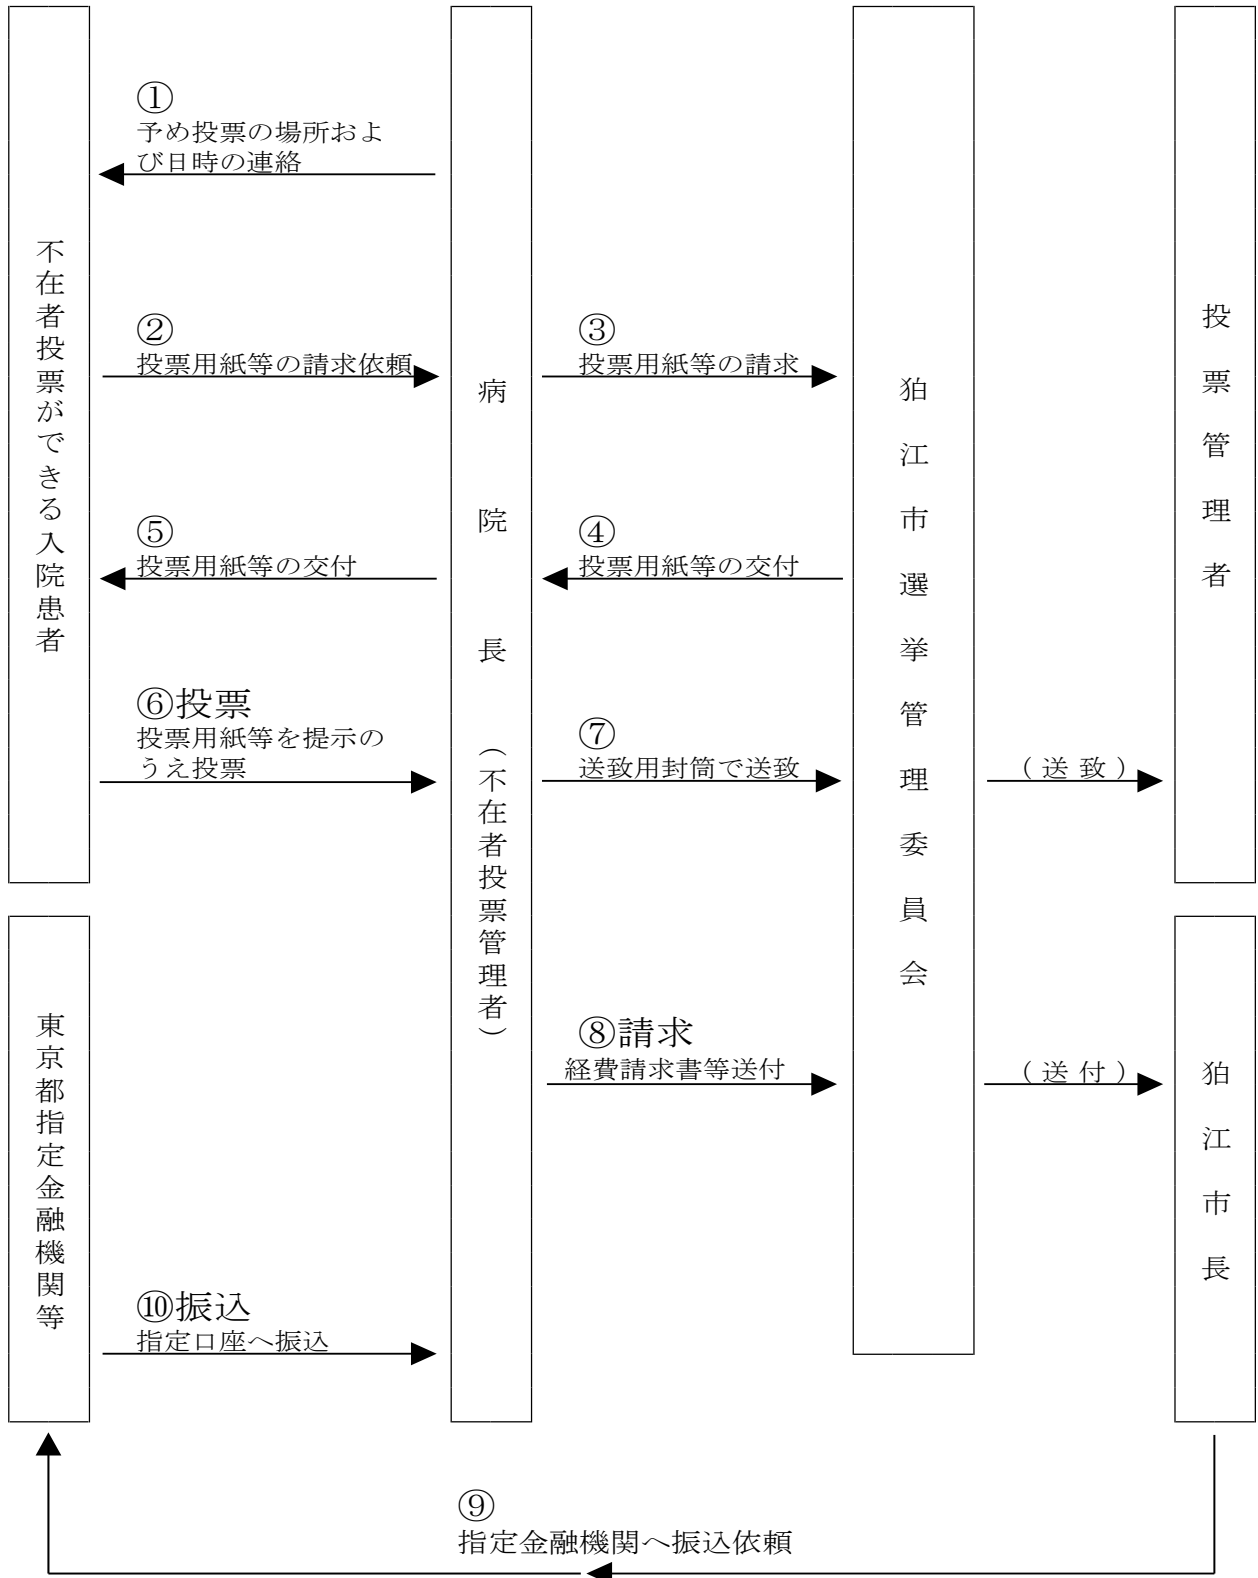 ①
予め投票の場所およ
び日時の連絡
不在者投票ができる入院患者
②
投票用紙等の請求依頼
③
投票用紙等の請求
病院長（不在者投票管理者）
狛江市選挙管理委員会
投票管理者
⑤
投票用紙等の交付
④
投票用紙等の交付
⑥投票
投票用紙等を提示の
うえ投票
⑦
送致用封筒で送致
（送致）
東京都指定金融機関等
⑧請求
経費請求書等送付
（送付）
狛江市長
⑩振込
指定口座へ振込
⑨
指定金融機関へ振込依頼